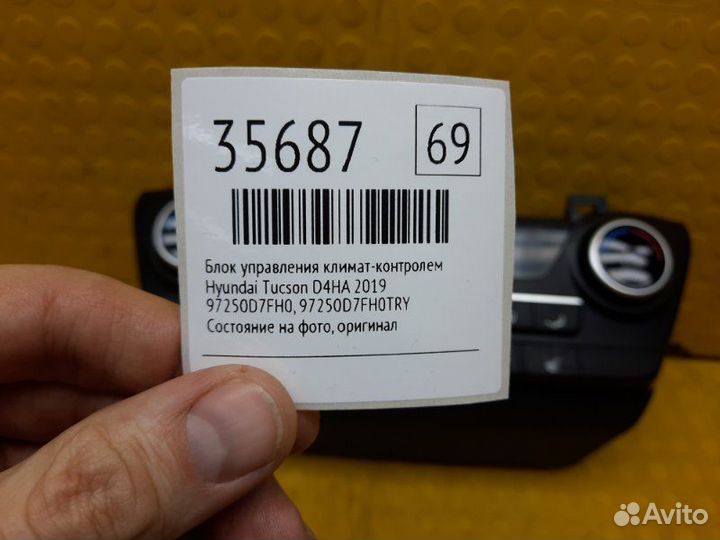 35687
69
Блок управления климат-контролем
Hyundai Tucson D4HA 2019
97250D7FH0, 97250D7FH0TRY
Состояние на фото, оригинал
Avito